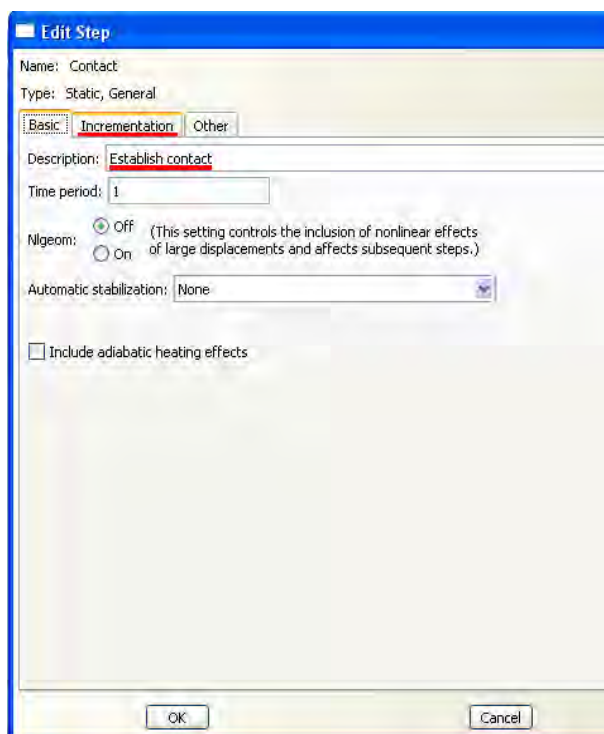 Edit Step
Name: Contact
Type: Static, General
Basic Incrementation Other
Description: Establish contact
Time period: 1
Nlgeom: Off (This setting controls the inclusion of nonlinear effects
On of large displacements and affects subsequent steps.)
Automatic stabilization: None
Include adiabatic heating effects
OK Cancel